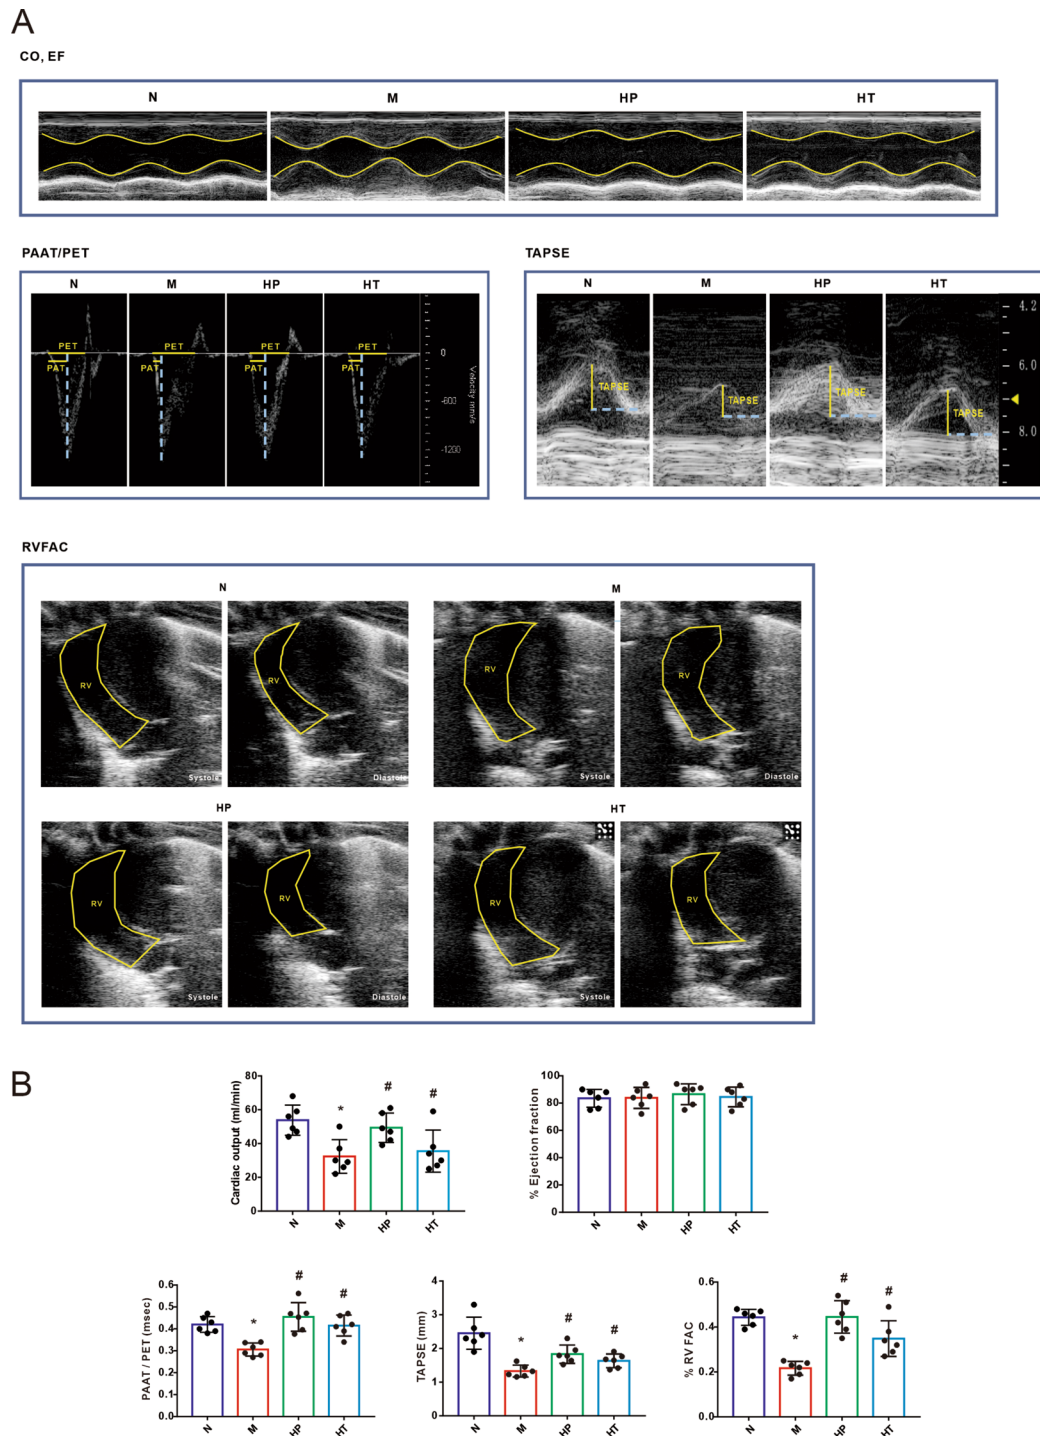 A
CO, EF
N M HP HT
PAAT/PET
N M HP HT
PET PET PET PET
PAT PAT PAT PAT
0
-600
-1200
Velocity mm/s
TAPSE
N M HP HT
TAPSE TAPSE TAPSE TAPSE
4.2
6.0
8.0
RVFAC
N M
RV RV RV RV
Systole Diastole Systole Diastole
HP HT
RV RV RV RV
Systole Diastole Systole Diastole
B
Cardiac output (ml/min)
80
60
40
20
0
* # #
N M HP HT
% Ejection fraction
100
80
60
40
20
0
N M HP HT
PAAT / PET (msec)
0.6
0.5
0.4
0.3
0.2
0.1
0.0
* # #
N M HP HT
TAPSE (mm)
4
3
2
1
0
* # #
N M HP HT
% RV FAC
0.6
0.4
0.2
0.0
* # #
N M HP HT